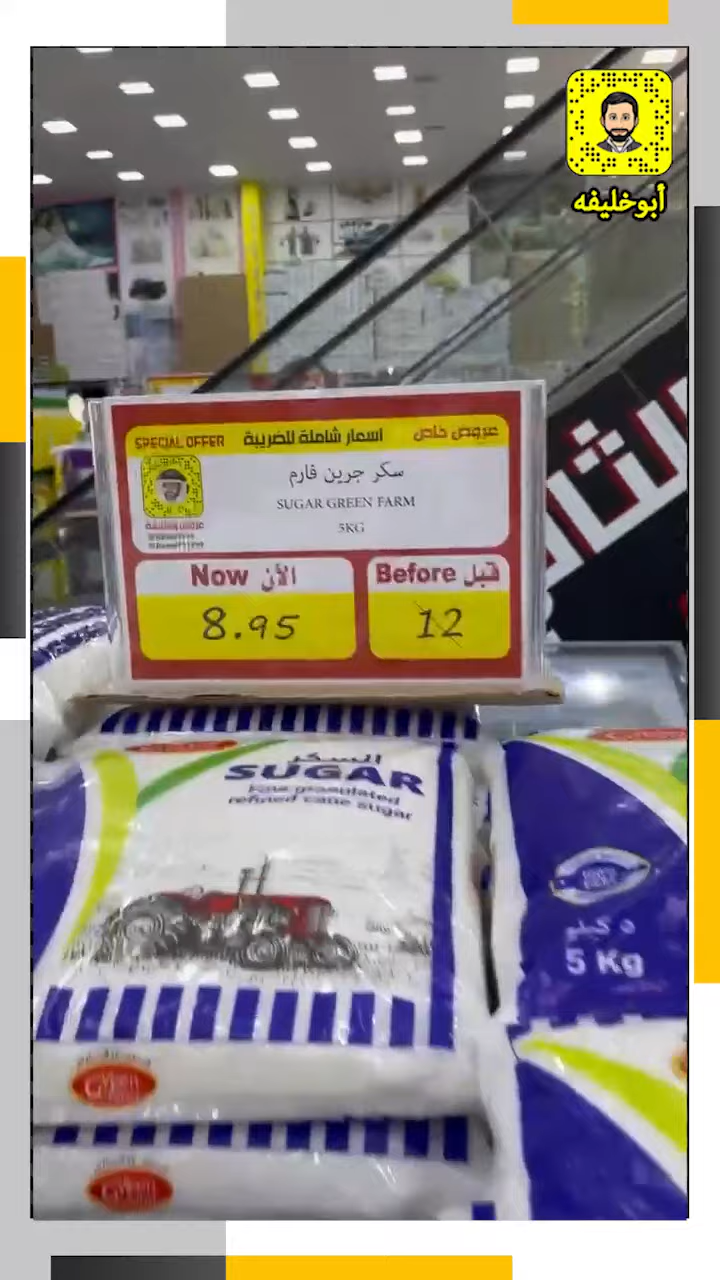 أبوخليفه
SPECIAL OFFER اسعار شاملة للضريبة عروض خاص
سكر جرين فارم
SUGAR GREEN FARM
5KG
Now الأن
8.95
Before قبل
12
السكر
SUGAR
Fine granulated
refined cane sugar
٥ كيلو
5 Kg